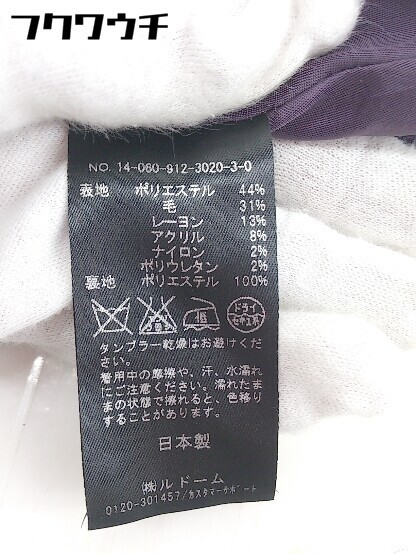 フクワウチ
NO. 14-060-912-3020-3-0
表地 ポリエステル 44%
毛 31%
レーヨン 13%
アクリル 8%
ナイロン 2%
ポリウレタン 2%
裏地 ポリエステル 100%
低 ドライ セキユ系
タンブラー乾燥はお避けくだ
さい。
着用中の摩擦や、汗、水濡れ
にご注意ください。濡れたま
まの状態で擦れると、色移り
することがあります。
日本製
(株)ルドーム
0120-301457/カスタマーサポート